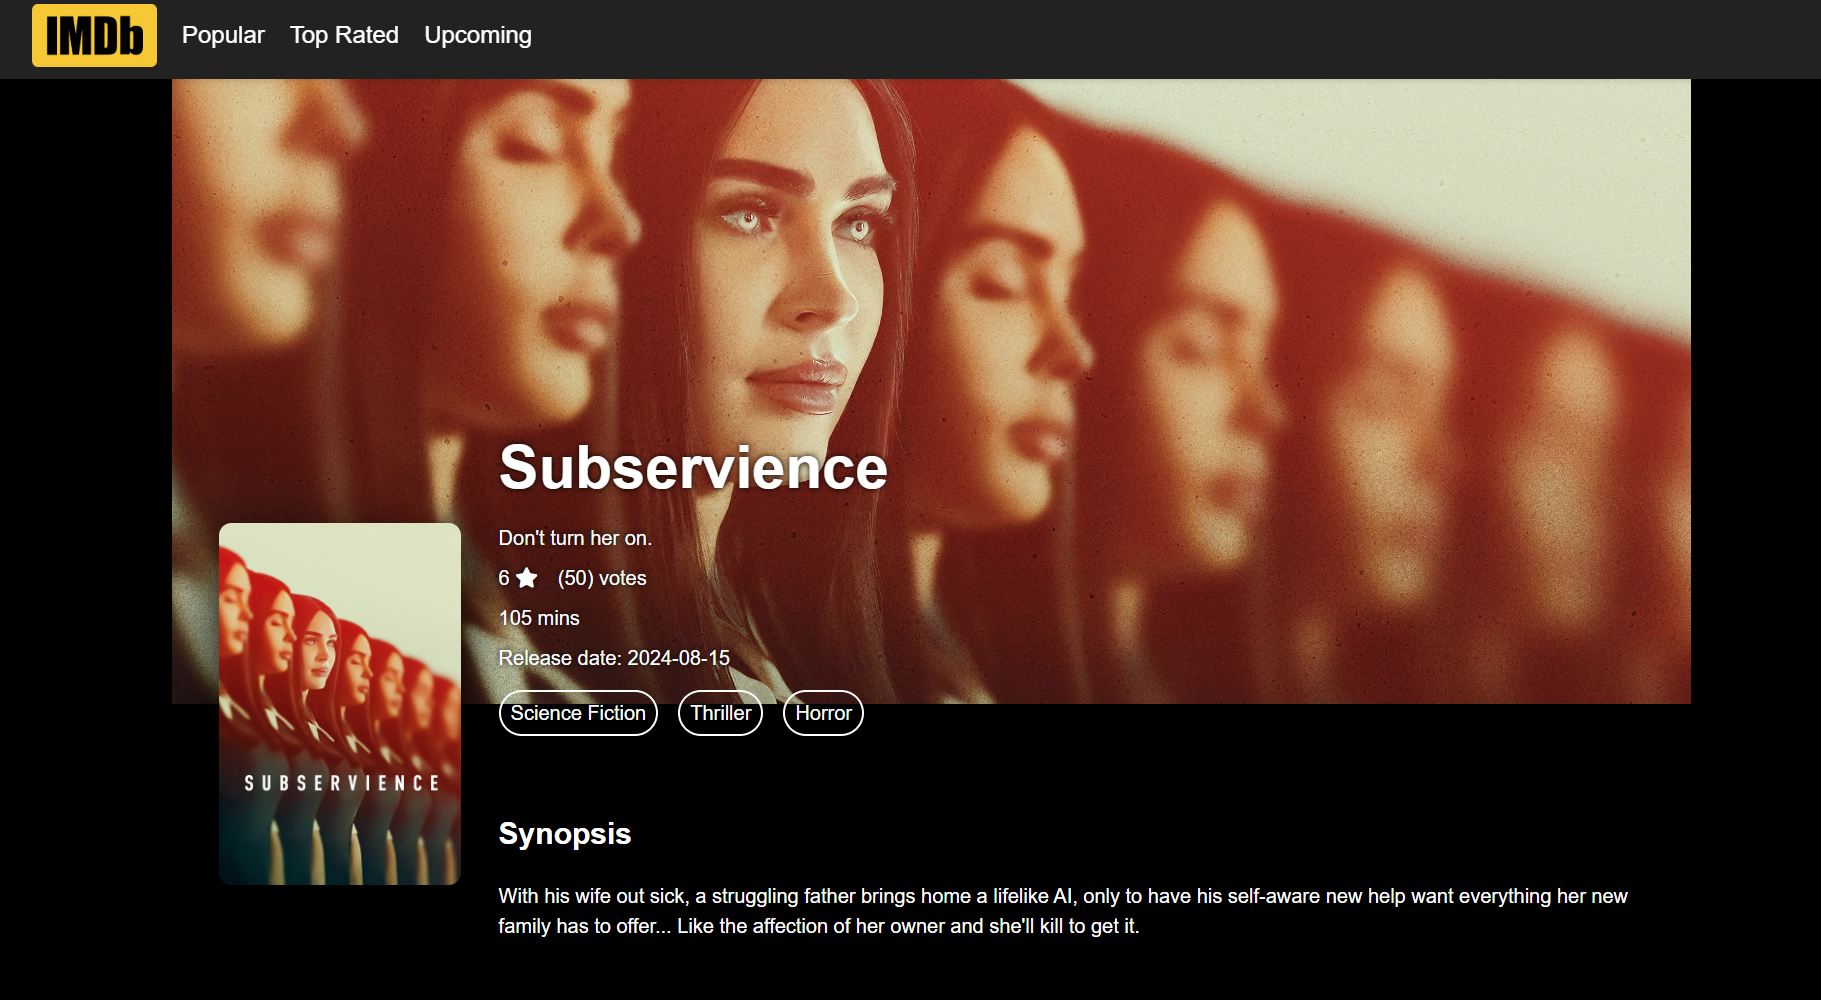 IMDb Popular Top Rated Upcoming
Subservience
Don't turn her on.
6 (50) votes
105 mins
Release date: 2024-08-15
Science Fiction Thriller Horror
SUBSERVIENCE
Synopsis
With his wife out sick, a struggling father brings home a lifelike AI, only to have his self-aware new help want everything her new
family has to offer... Like the affection of her owner and she'll kill to get it.